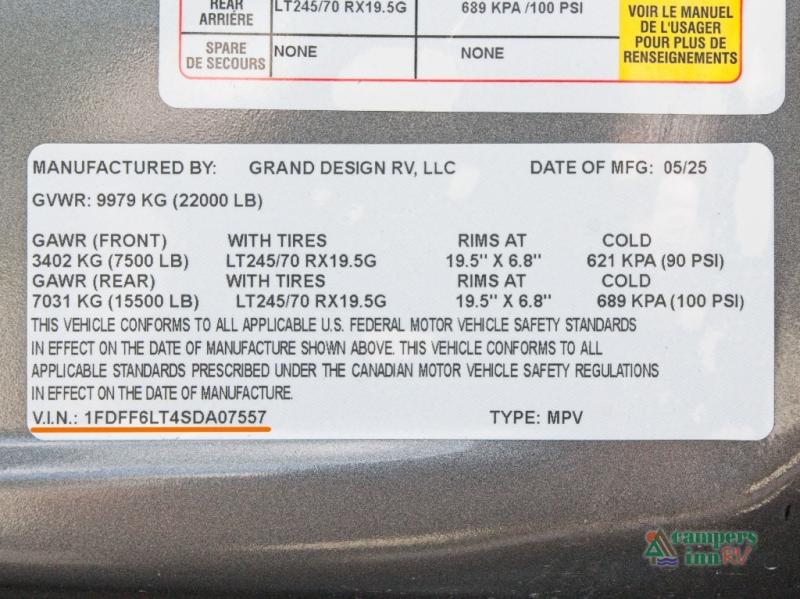 REAR LT245/70 RX19.5G 689 KPA /100 PSI
ARRIÉRE
SPARE NONE NONE
DE SECOURS
VOIR LE MANUEL
DE L'USAGER
POUR PLUS DE
RENSEIGNEMENTS
MANUFACTURED BY: GRAND DESIGN RV, LLC DATE OF MFG: 05/25
GVWR: 9979 KG (22000 LB)
GAWR (FRONT) WITH TIRES RIMS AT COLD
3402 KG (7500 LB) LT245/70 RX19.5G 19.5" X 6.8" 621 KPA (90 PSI)
GAWR (REAR) WITH TIRES RIMS AT COLD
7031 KG (15500 LB) LT245/70 RX19.5G 19.5" X 6.8" 689 KPA (100 PSI)
THIS VEHICLE CONFORMS TO ALL APPLICABLE U.S. FEDERAL MOTOR VEHICLE SAFETY STANDARDS
IN EFFECT ON THE DATE OF MANUFACTURE SHOWN ABOVE. THIS VEHICLE CONFORMS TO ALL
APPLICABLE STANDARDS PRESCRIBED UNDER THE CANADIAN MOTOR VEHICLE SAFETY REGULATIONS
IN EFFECT ON THE DATE OF MANUFACTURE.
V.I.N.: 1FDFF6LT4SDA07557 TYPE: MPV
campers
inn RV